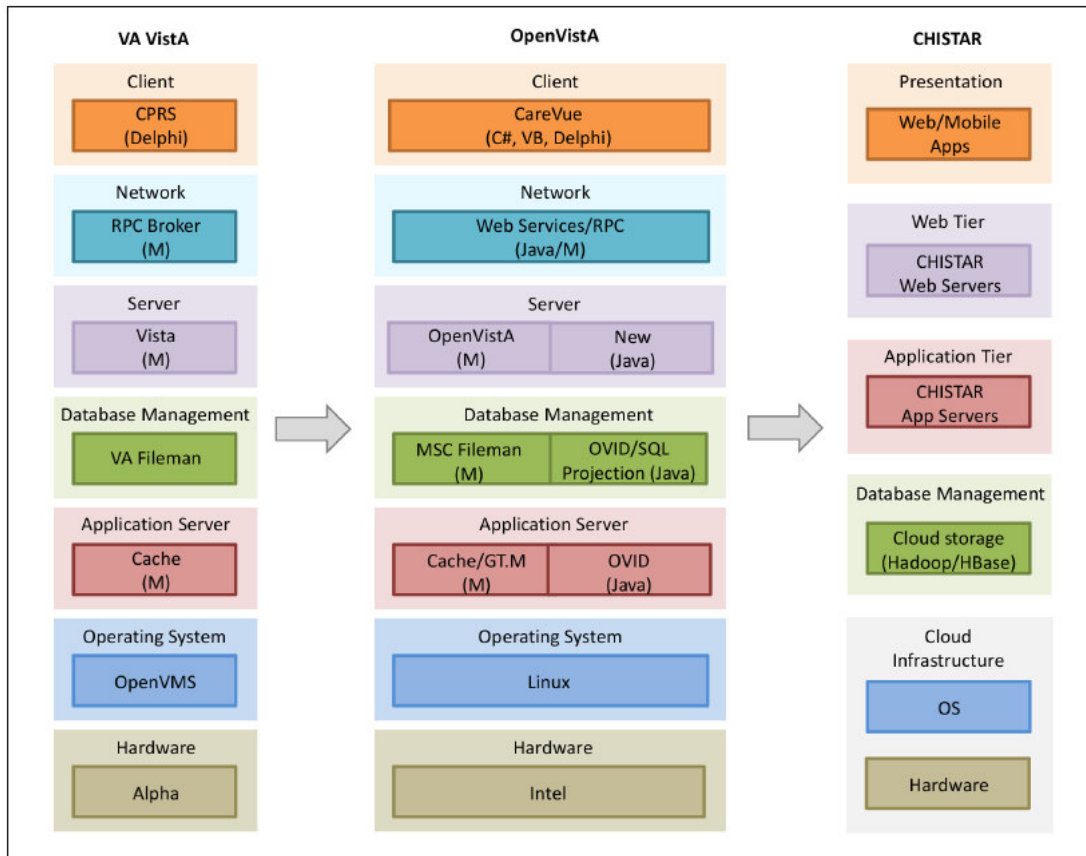 VA VistA
Client
CPRS
(Delphi)
Network
RPC Broker
(M)
Server
Vista
(M)
Database Management
VA Fileman
Application Server
Cache
(M)
Operating System
OpenVMS
Hardware
Alpha
OpenVistA
Client
CareVue
(C#, VB, Delphi)
Network
Web Services/RPC
(Java/M)
Server
OpenVistA
(M)
New
(Java)
Database Management
MSC Fileman
(M)
OVID/SQL
Projection (Java)
Application Server
Cache/GT.M
(M)
OVID
(Java)
Operating System
Linux
Hardware
Intel
CHISTAR
Presentation
Web/Mobile
Apps
Web Tier
CHISTAR
Web Servers
Application Tier
CHISTAR
App Servers
Database Management
Cloud storage
(Hadoop/HBase)
Cloud
Infrastructure
OS
Hardware